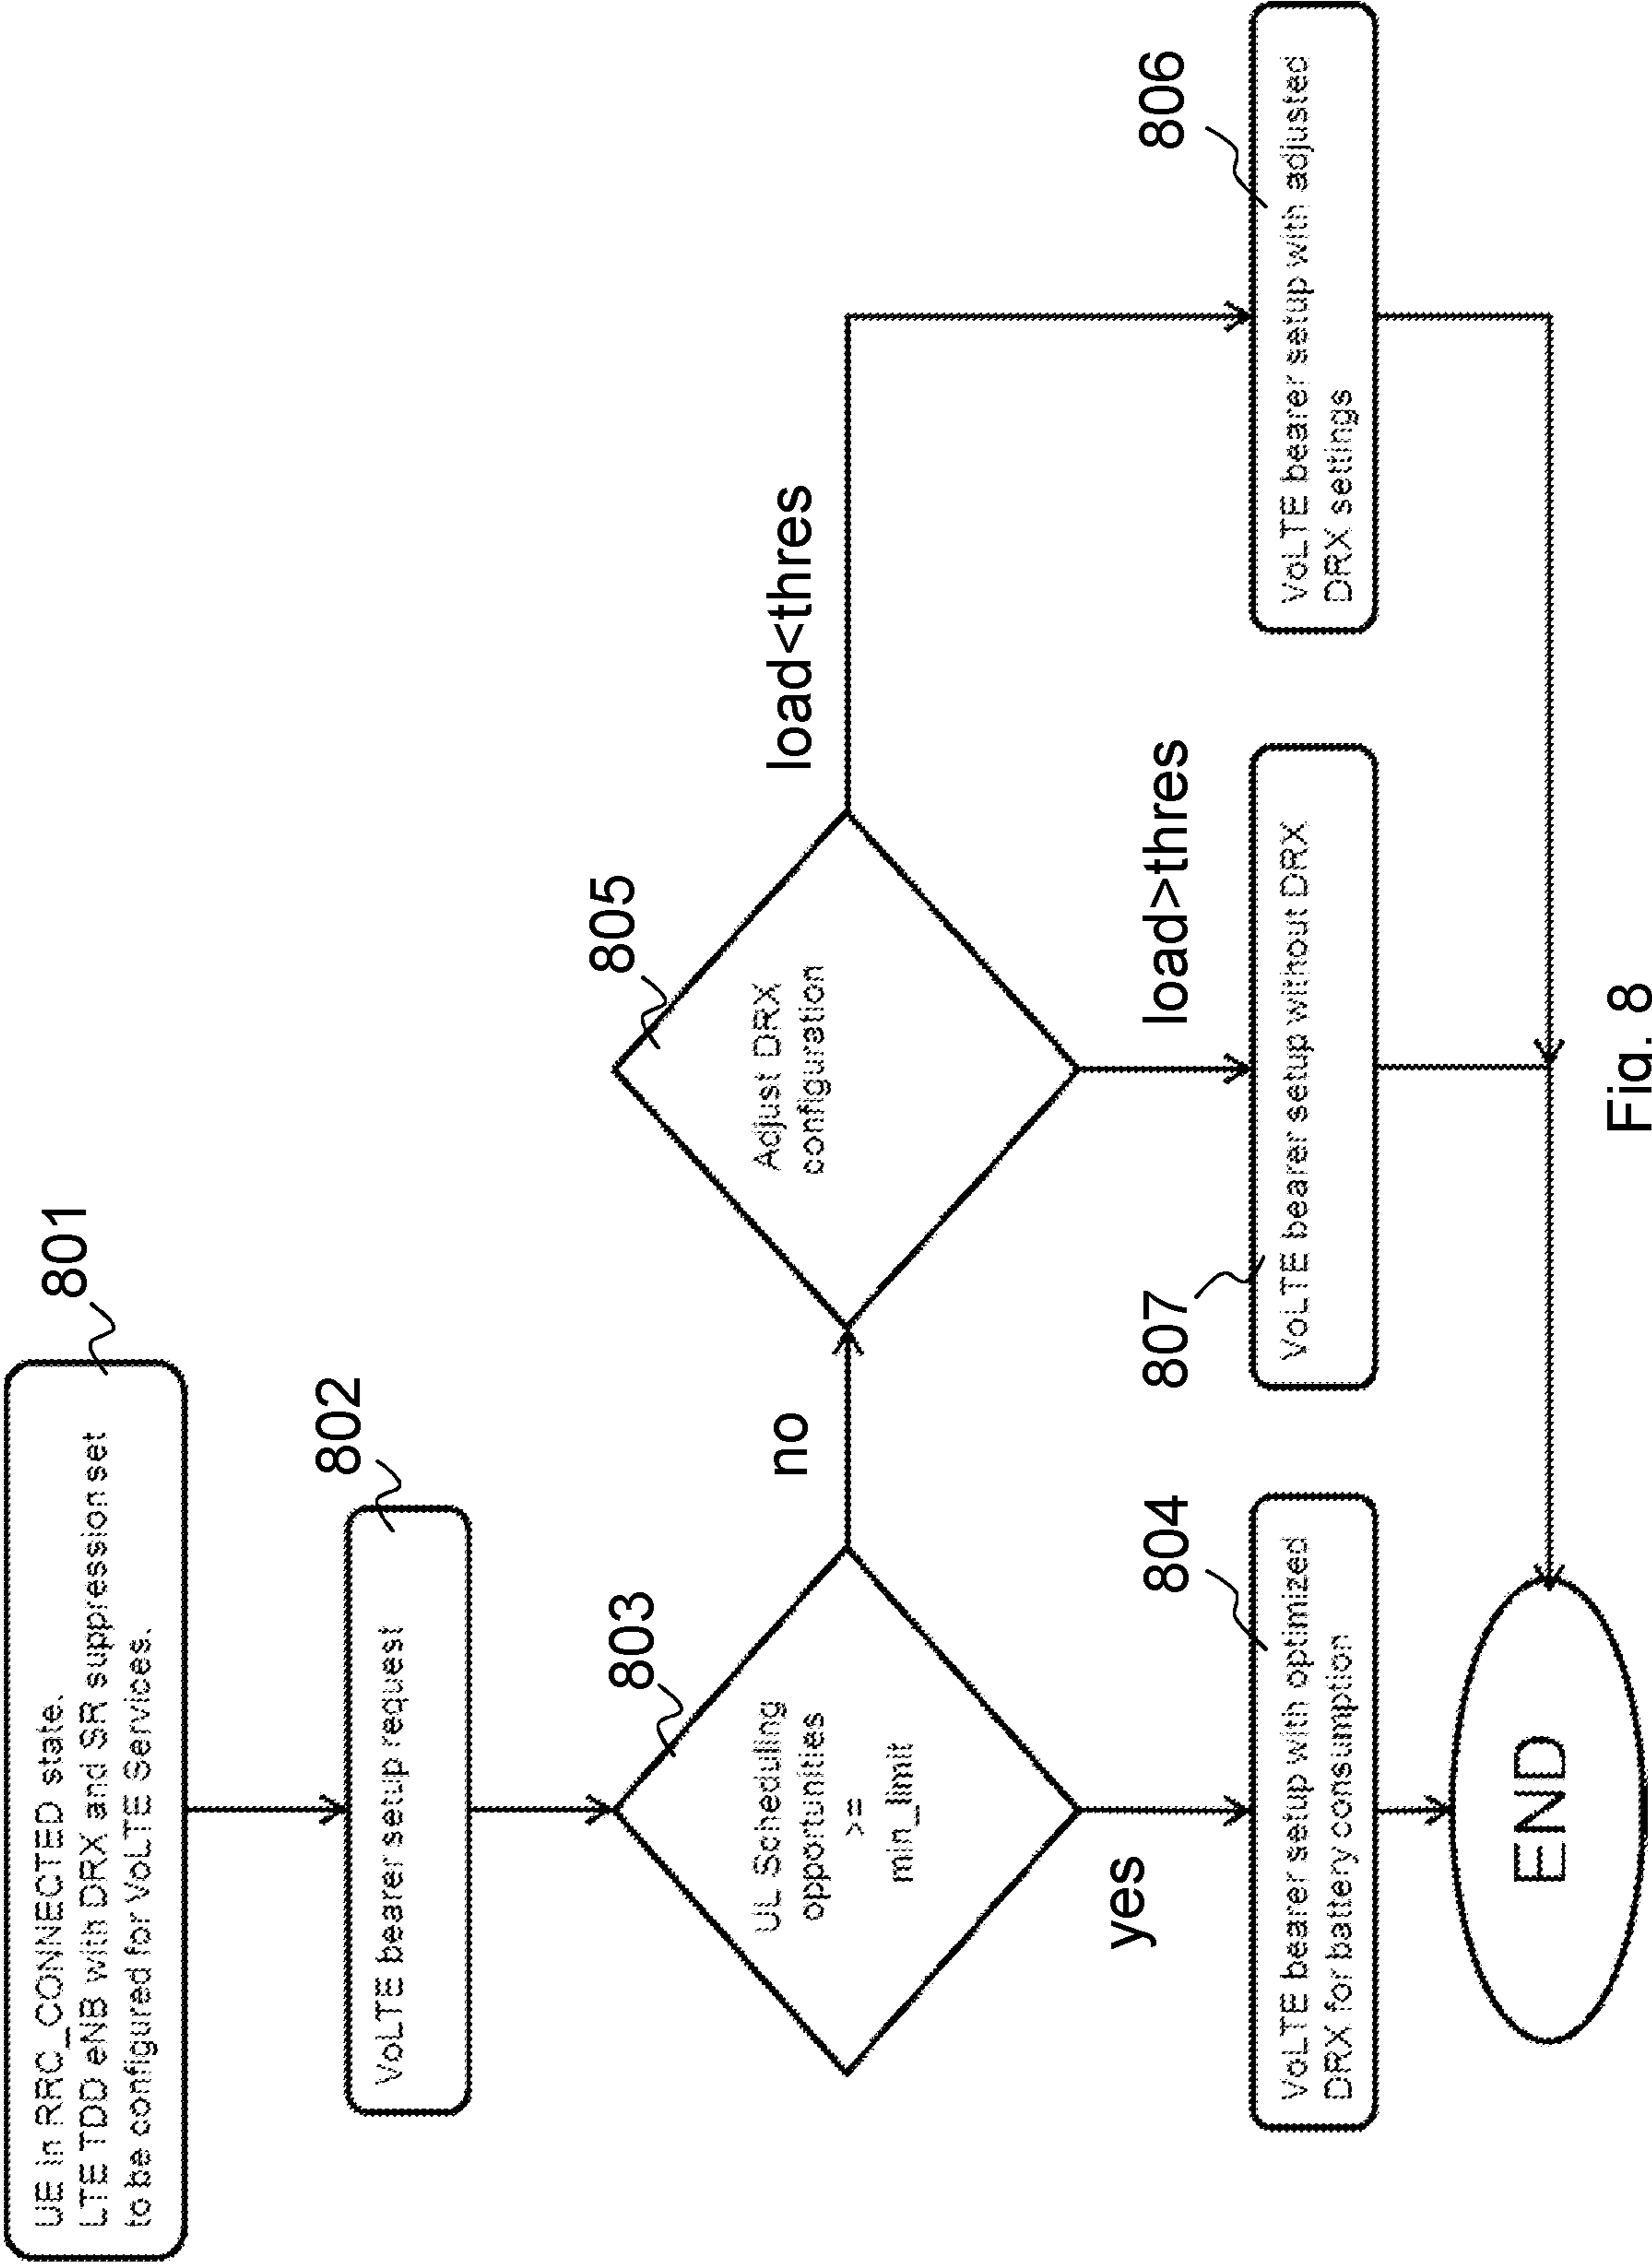 801
UE in RRC_CONNECTED state.
LTE TDD eNB with DRX and SR suppression set
to be configured for VoLTE Services.
802
VoLTE bearer setup request
803
UL Scheduling
opportunities
>=
min_limit
no
805
Adjust DRX
configuration
load<thres
yes
load>thres
804
VoLTE bearer setup with optimized
DRX for battery consumption
807
VoLTE bearer setup without DRX
806
VoLTE bearer setup with adjusted
DRX settings
END
Fig. 8